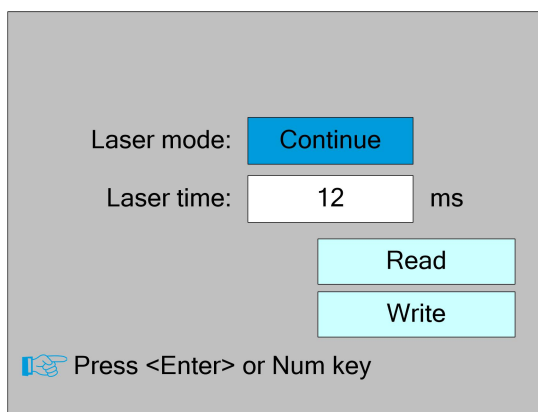 Laser mode: Continue
Laser time: 12 ms
Read
Write
Press <Enter> or Num key